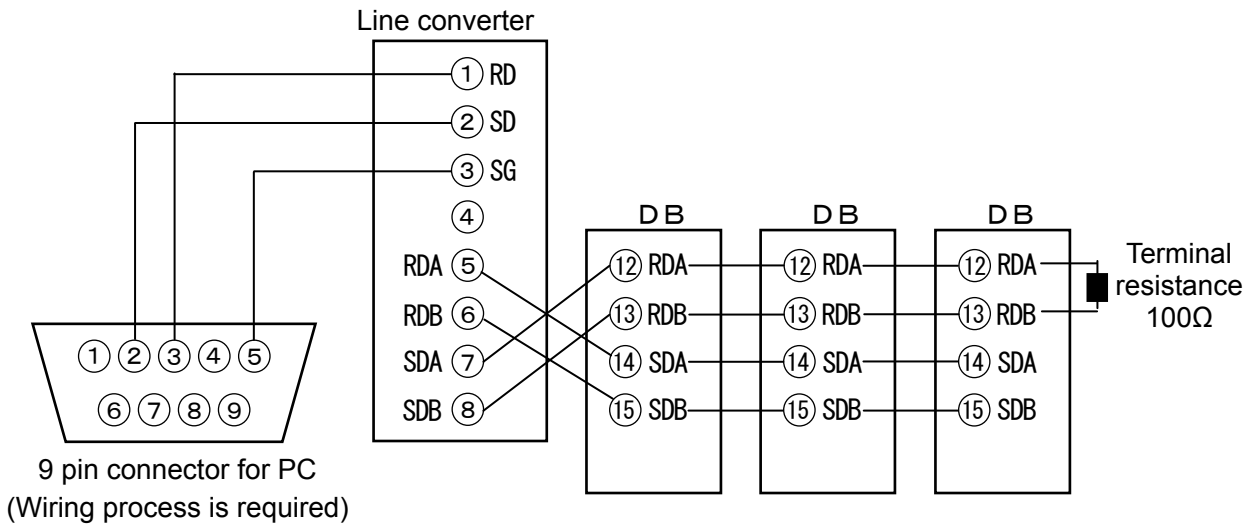 Line converter
① RD
② SD
③ SG
④
RDA ⑤
RDB ⑥
SDA ⑦
SDB ⑧
DB
⑫ RDA
⑬ RDB
⑭ SDA
⑮ SDB
DB
⑫ RDA
⑬ RDB
⑭ SDA
⑮ SDB
DB
⑫ RDA
⑬ RDB
⑭ SDA
⑮ SDB
Terminal
resistance
100Ω
① ② ③ ④ ⑤
⑥ ⑦ ⑧ ⑨
9 pin connector for PC
(Wiring process is required)